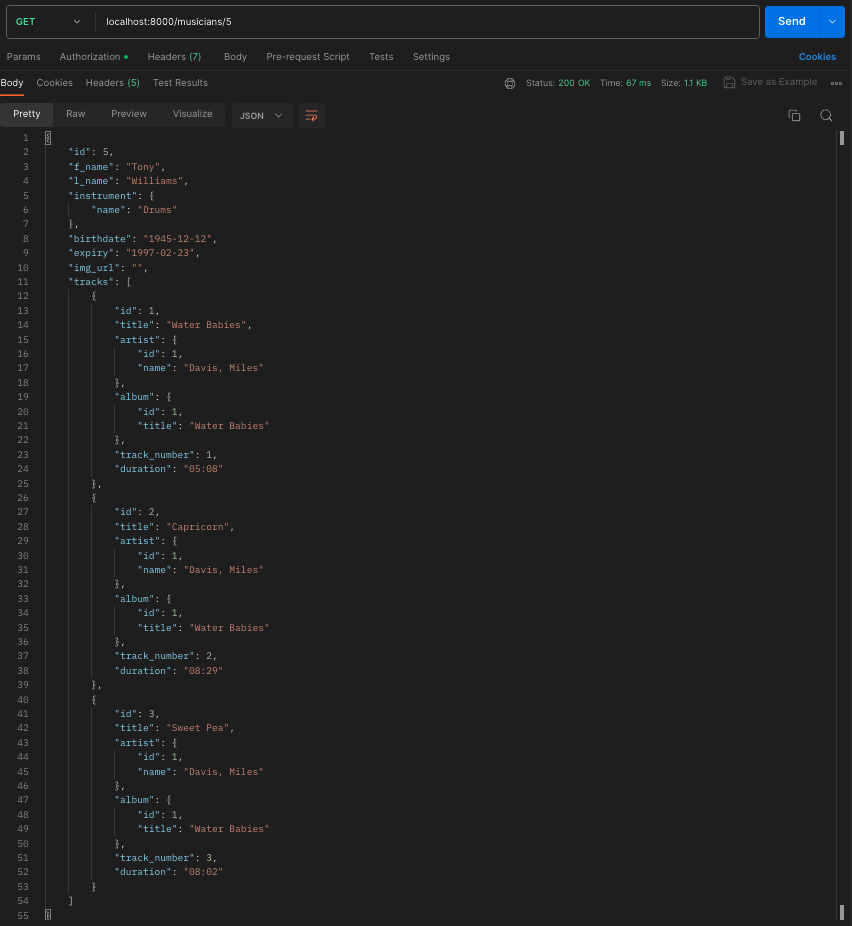 GET localhost:8000/musicians/5 Send
Params Authorization Headers (7) Body Pre-request Script Tests Settings Cookies
Body Cookies Headers (5) Test Results Status: 200 OK Time: 67 ms Size: 1.1 KB Save as Example
Pretty Raw Preview Visualize JSON
1 {
2 "id": 5,
3 "f_name": "Tony",
4 "l_name": "Williams",
5 "instrument": {
6 "name": "Drums"
7 },
8 "birthdate": "1945-12-12",
9 "expiry": "1997-02-23",
10 "img_url": "",
11 "tracks": [
12 {
13 "id": 1,
14 "title": "Water Babies",
15 "artist": {
16 "id": 1,
17 "name": "Davis, Miles"
18 },
19 "album": {
20 "id": 1,
21 "title": "Water Babies"
22 },
23 "track_number": 1,
24 "duration": "05:08"
25 },
26 {
27 "id": 2,
28 "title": "Capricorn",
29 "artist": {
30 "id": 1,
31 "name": "Davis, Miles"
32 },
33 "album": {
34 "id": 1,
35 "title": "Water Babies"
36 },
37 "track_number": 2,
38 "duration": "08:29"
39 },
40 {
41 "id": 3,
42 "title": "Sweet Pea",
43 "artist": {
44 "id": 1,
45 "name": "Davis, Miles"
46 },
47 "album": {
48 "id": 1,
49 "title": "Water Babies"
50 },
51 "track_number": 3,
52 "duration": "08:02"
53 }
54 ]
55 }